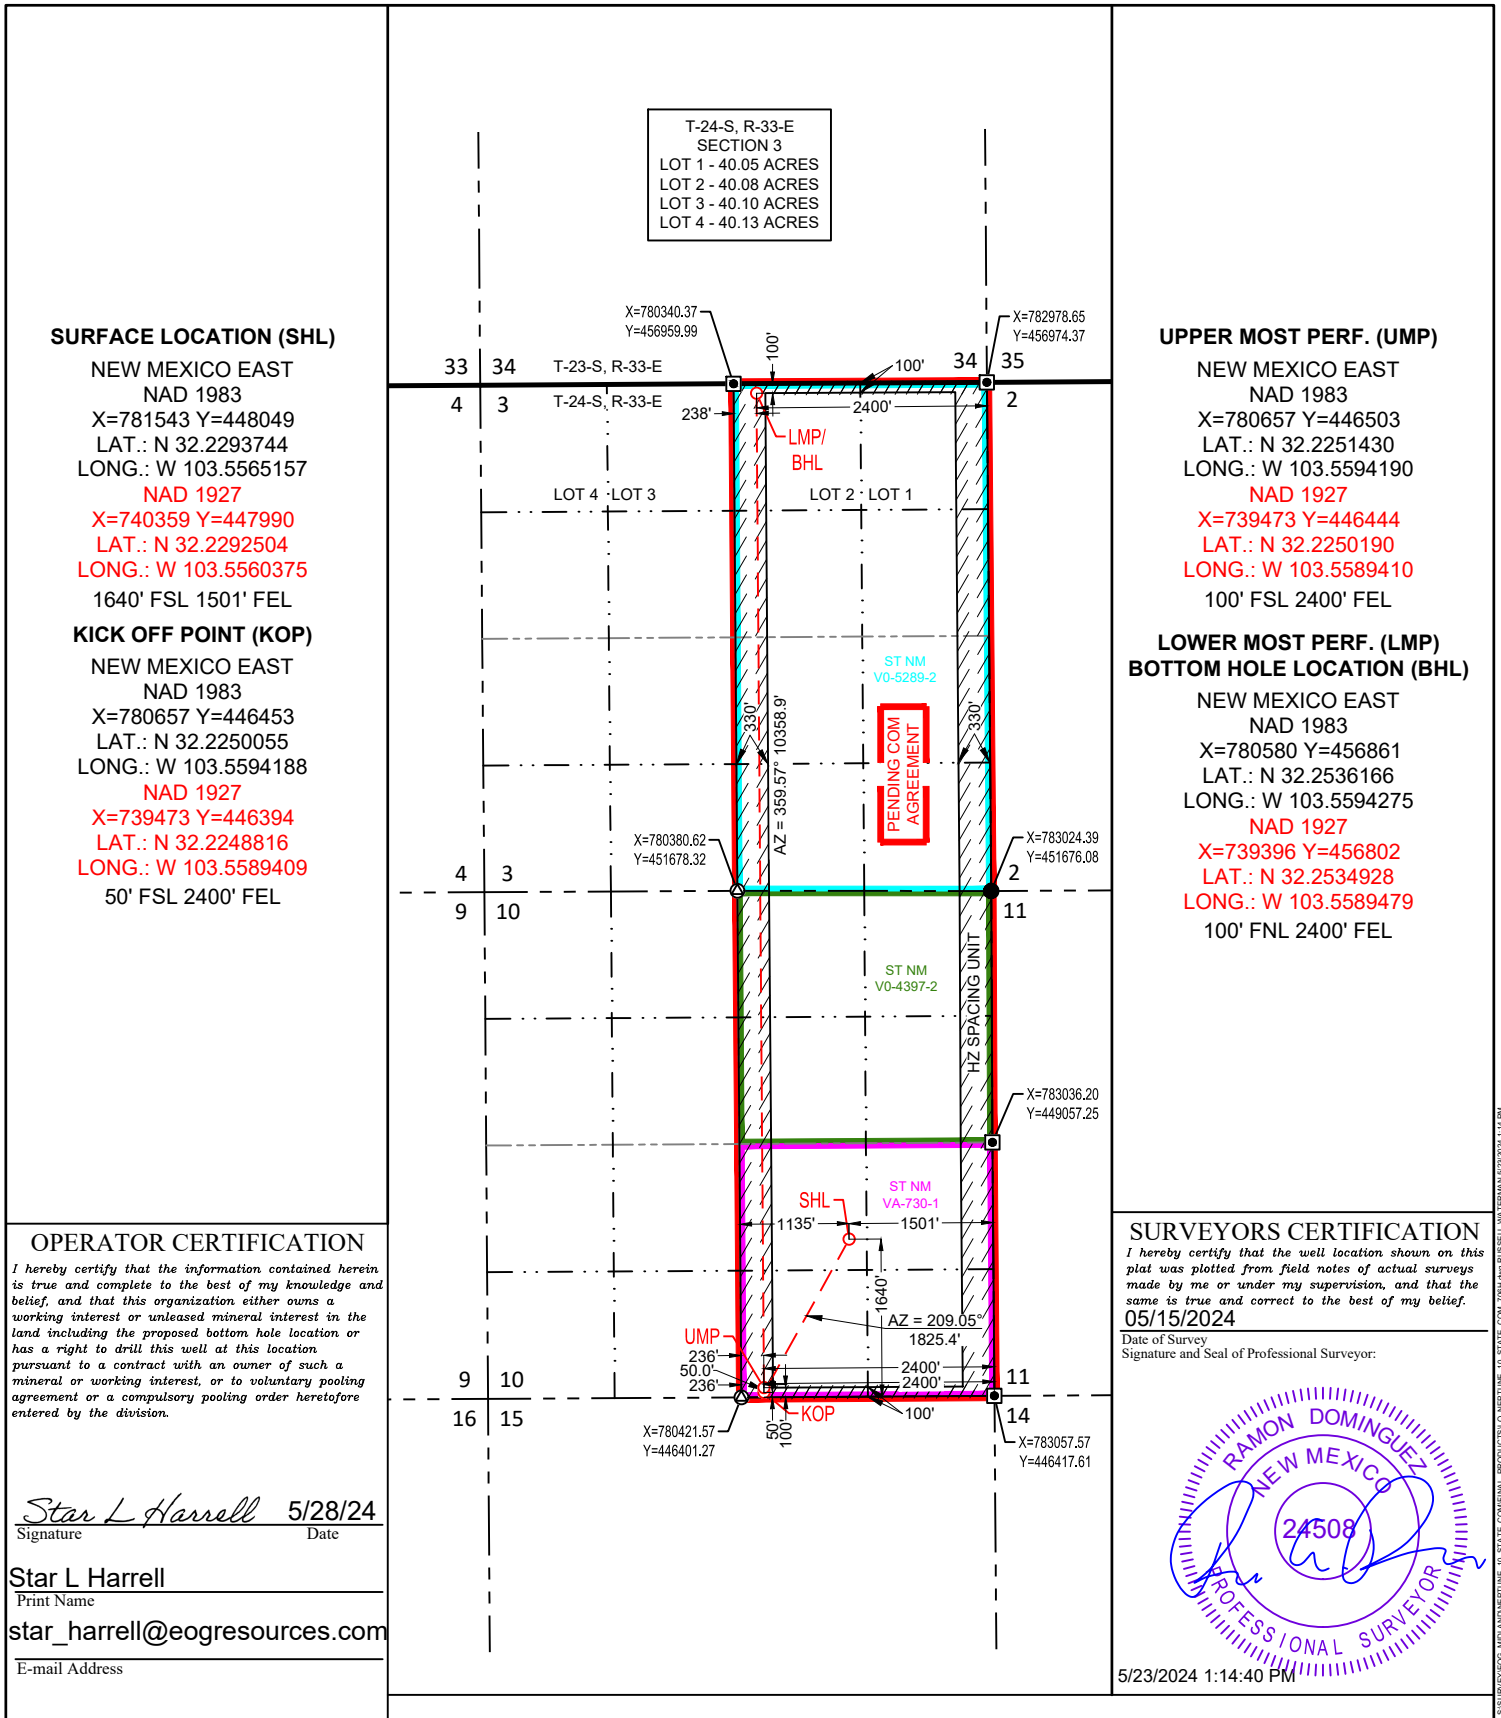 T-24-S, R-33-E
SECTION 3
LOT 1 - 40.05 ACRES
LOT 2 - 40.08 ACRES
LOT 3 - 40.10 ACRES
LOT 4 - 40.13 ACRES
SURFACE LOCATION (SHL)
NEW MEXICO EAST
NAD 1983
X=781543 Y=448049
LAT.: N 32.2293744
LONG.: W 103.5565157
NAD 1927
X=740359 Y=447990
LAT.: N 32.2292504
LONG.: W 103.5560375
1640' FSL 1501' FEL
KICK OFF POINT (KOP)
NEW MEXICO EAST
NAD 1983
X=780657 Y=446453
LAT.: N 32.2250055
LONG.: W 103.5594188
NAD 1927
X=739473 Y=446394
LAT.: N 32.2248816
LONG.: W 103.5589409
50' FSL 2400' FEL
UPPER MOST PERF. (UMP)
NEW MEXICO EAST
NAD 1983
X=780657 Y=446503
LAT.: N 32.2251430
LONG.: W 103.5594190
NAD 1927
X=739473 Y=446444
LAT.: N 32.2250190
LONG.: W 103.5589410
100' FSL 2400' FEL
LOWER MOST PERF. (LMP)
BOTTOM HOLE LOCATION (BHL)
NEW MEXICO EAST
NAD 1983
X=780580 Y=456861
LAT.: N 32.2536166
LONG.: W 103.5594275
NAD 1927
X=739396 Y=456802
LAT.: N 32.2534928
LONG.: W 103.5589479
100' FNL 2400' FEL
X=780340.37
Y=456959.99
X=782978.65
Y=456974.37
33 34 T-23-S, R-33-E 100' 100' 34 35
4 3 T-24-S, R-33-E 238' 2400' 2
LMP/
BHL
LOT 4 LOT 3 LOT 2 LOT 1
ST NM
V0-5289-2
330' AZ = 359.57° 10358.9' 330'
PENDING COM
AGREEMENT
X=780380.62
Y=451678.32
X=783024.39
Y=451676.08
4 3 2
9 10 11
ST NM
V0-4397-2
HZ SPACING UNIT
X=783036.20
Y=449057.25
ST NM
VA-730-1
SHL
1135' 1501'
1640'
AZ = 209.05°
1825.4'
UMP
236'
50.0'
236'
2400'
2400'
9 10 11
16 15 14
KOP
50'
100'
100'
X=780421.57
Y=446401.27
X=783057.57
Y=446417.61
OPERATOR CERTIFICATION
I hereby certify that the information contained herein
is true and complete to the best of my knowledge and
belief, and that this organization either owns a
working interest or unleased mineral interest in the
land including the proposed bottom hole location or
has a right to drill this well at this location
pursuant to a contract with an owner of such a
mineral or working interest, or to voluntary pooling
agreement or a compulsory pooling order heretofore
entered by the division.
Star L Harrell 5/28/24
Signature Date
Star L Harrell
Print Name
star_harrell@eogresources.com
E-mail Address
SURVEYORS CERTIFICATION
I hereby certify that the well location shown on this
plat was plotted from field notes of actual surveys
made by me or under my supervision, and that the
same is true and correct to the best of my belief.
05/15/2024
Date of Survey
Signature and Seal of Professional Surveyor:
RAMON DOMINGUEZ
NEW MEXICO
24508
PROFESSIONAL SURVEYOR
5/23/2024 1:14:40 PM